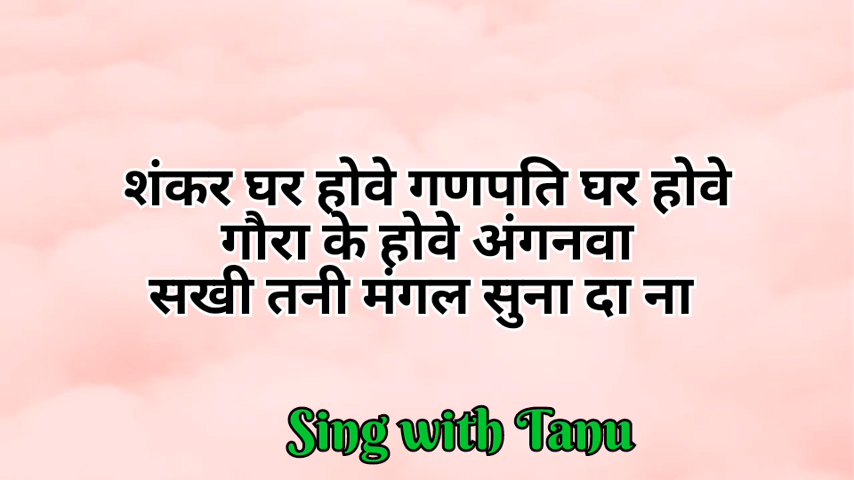 शंकर घर होवे गणपति घर होवे
गौरा के होवे अंगनवा
सखी तनी मंगल सुना दा ना
Sing with Tanu